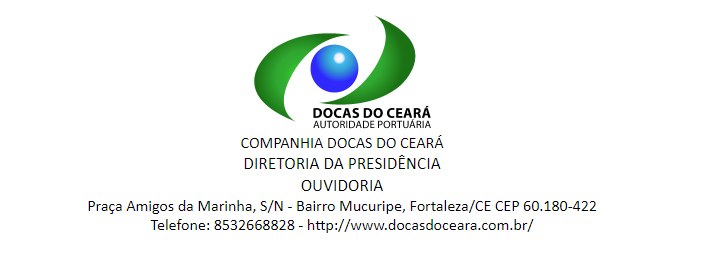 DOCAS DO CEARÁ
AUTORIDADE PORTUÁRIA
COMPANHIA DOCAS DO CEARÁ
DIRETORIA DA PRESIDÊNCIA
OUVIDORIA
Praça Amigos da Marinha, S/N - Bairro Mucuripe, Fortaleza/CE CEP 60.180-422
Telefone: 8532668828 - http://www.docasdoceara.com.br/